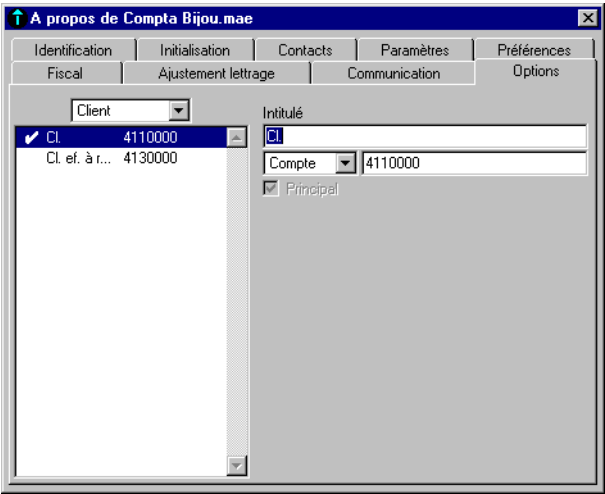 A propos de Compta Bijou.mae
Identification Initialisation Contacts Paramètres Préférences
Fiscal Ajustement lettrage Communication Options
Client
Intitulé
Cl. 4110000
Cl.
Cl. ef. à r... 4130000
Compte 4110000
Principal